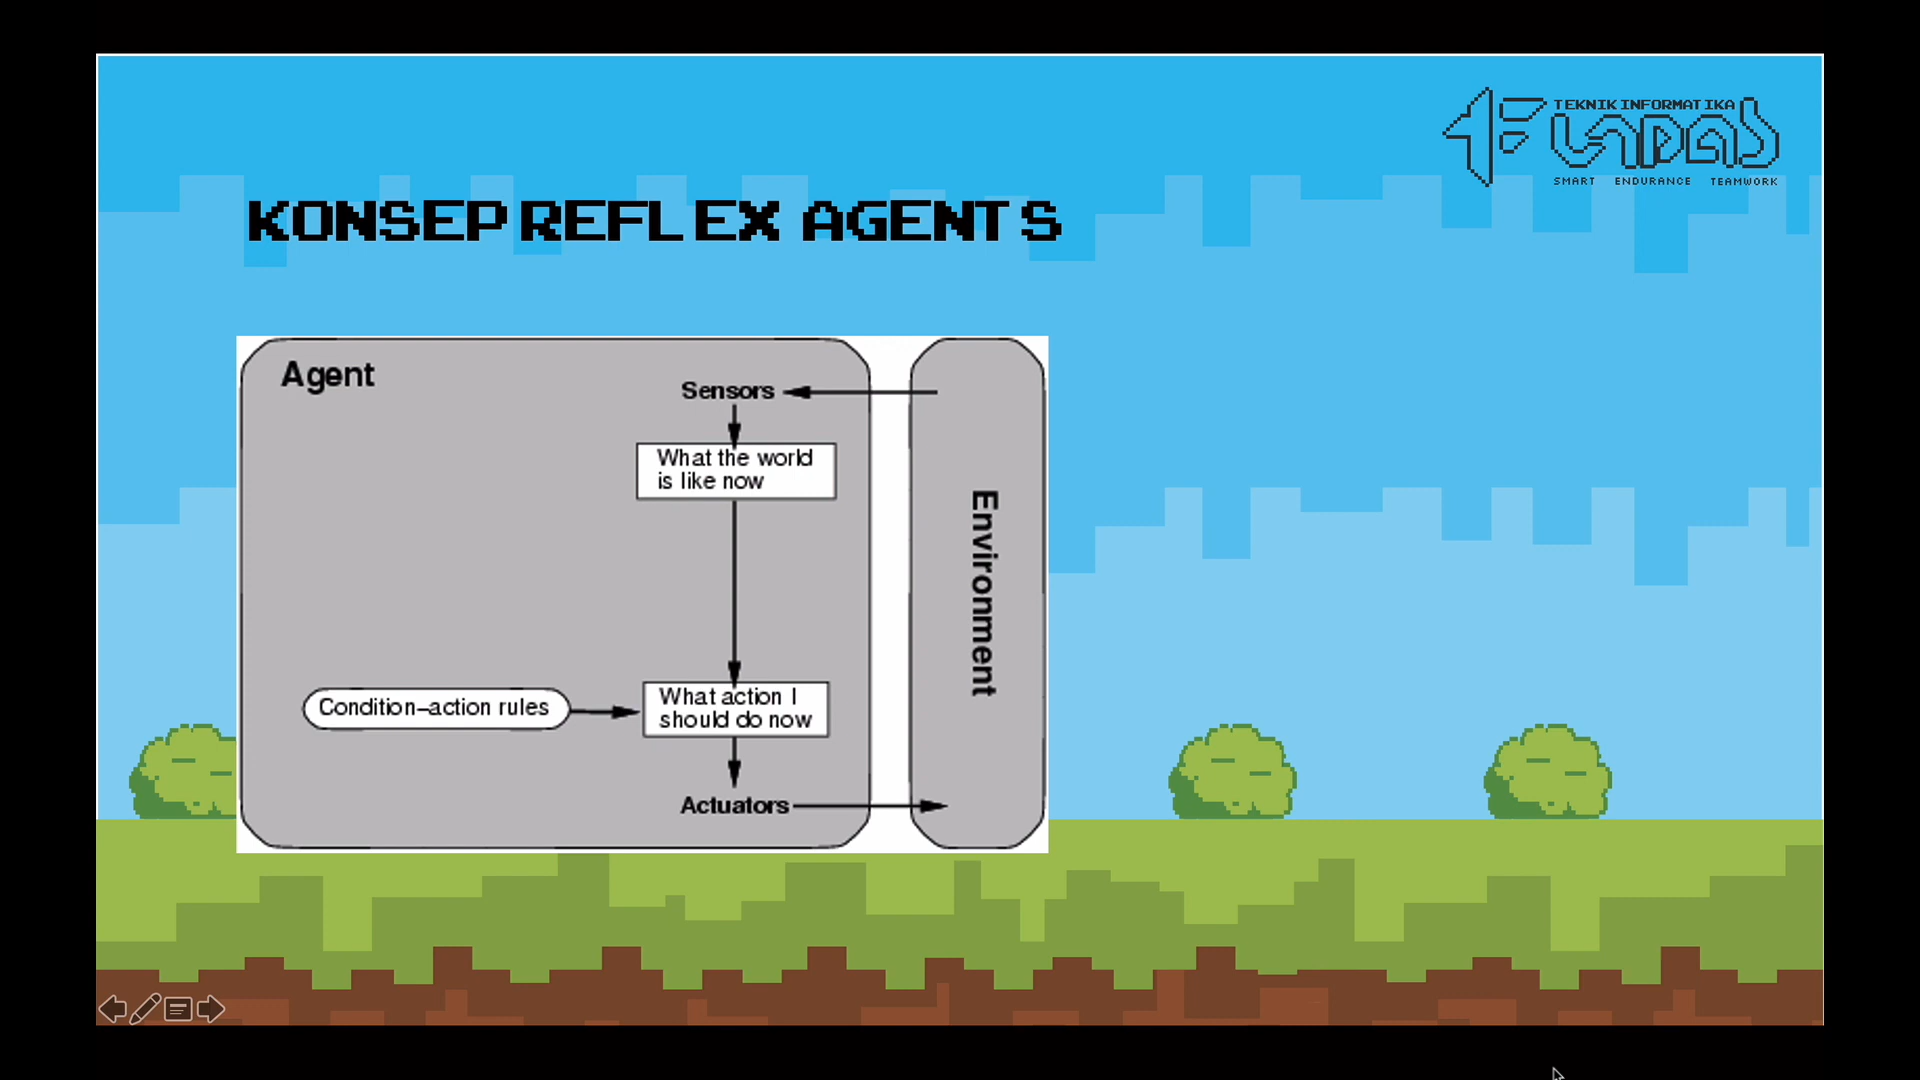 TEKNIK INFORMATIKA
UNPAS
SMART ENDURANCE TEAMWORK
KONSEP REFLEX AGENTS
Agent
Sensors
What the world
is like now
Environment
Condition–action rules
What action I
should do now
Actuators